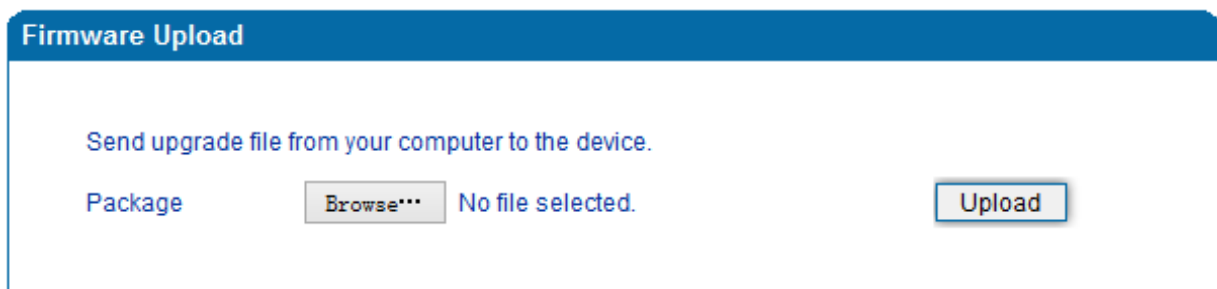 Firmware Upload
Send upgrade file from your computer to the device.
Package Browse··· No file selected. Upload